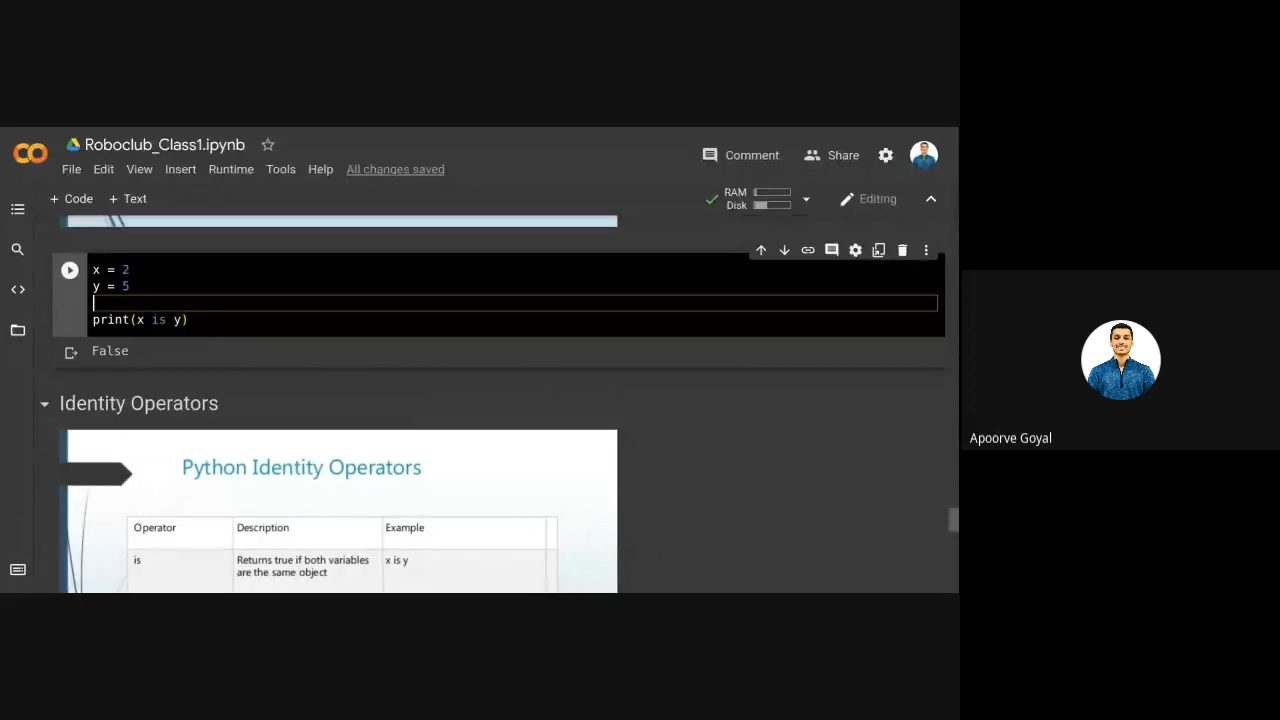 Roboclub_Class1.ipynb
File Edit View Insert Runtime Tools Help All changes saved
Comment
Share
+ Code + Text
RAM
Disk
Editing
x = 2
y = 5
print(x is y)
False
Identity Operators
Python Identity Operators
Operator Description Example
is Returns true if both variables x is y
are the same object
Apoorve Goyal